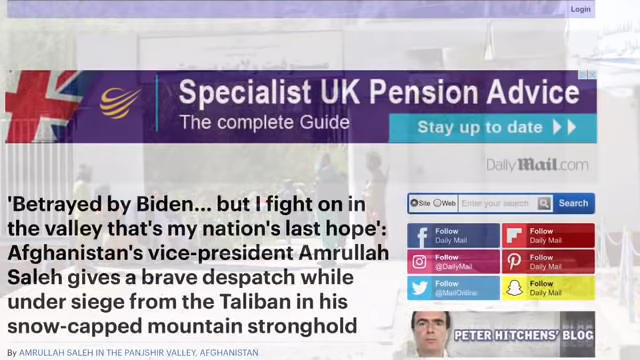 Login
Specialist UK Pension Advice
The complete Guide
Stay up to date
DailyMail.com
'Betrayed by Biden... but I fight on in
the valley that's my nation's last hope':
Afghanistan's vice-president Amrullah
Saleh gives a brave despatch while
under siege from the Taliban in his
snow-capped mountain stronghold
By AMRULLAH SALEH IN THE PANJSHIR VALLEY, AFGHANISTAN
Site Web Enter your search Search
Follow
Daily Mail
Follow
Daily Mail
Follow
@DailyMail
Follow
Daily Mail
Follow
@MailOnline
Follow
Daily Mail
PETER HITCHENS' BLOG